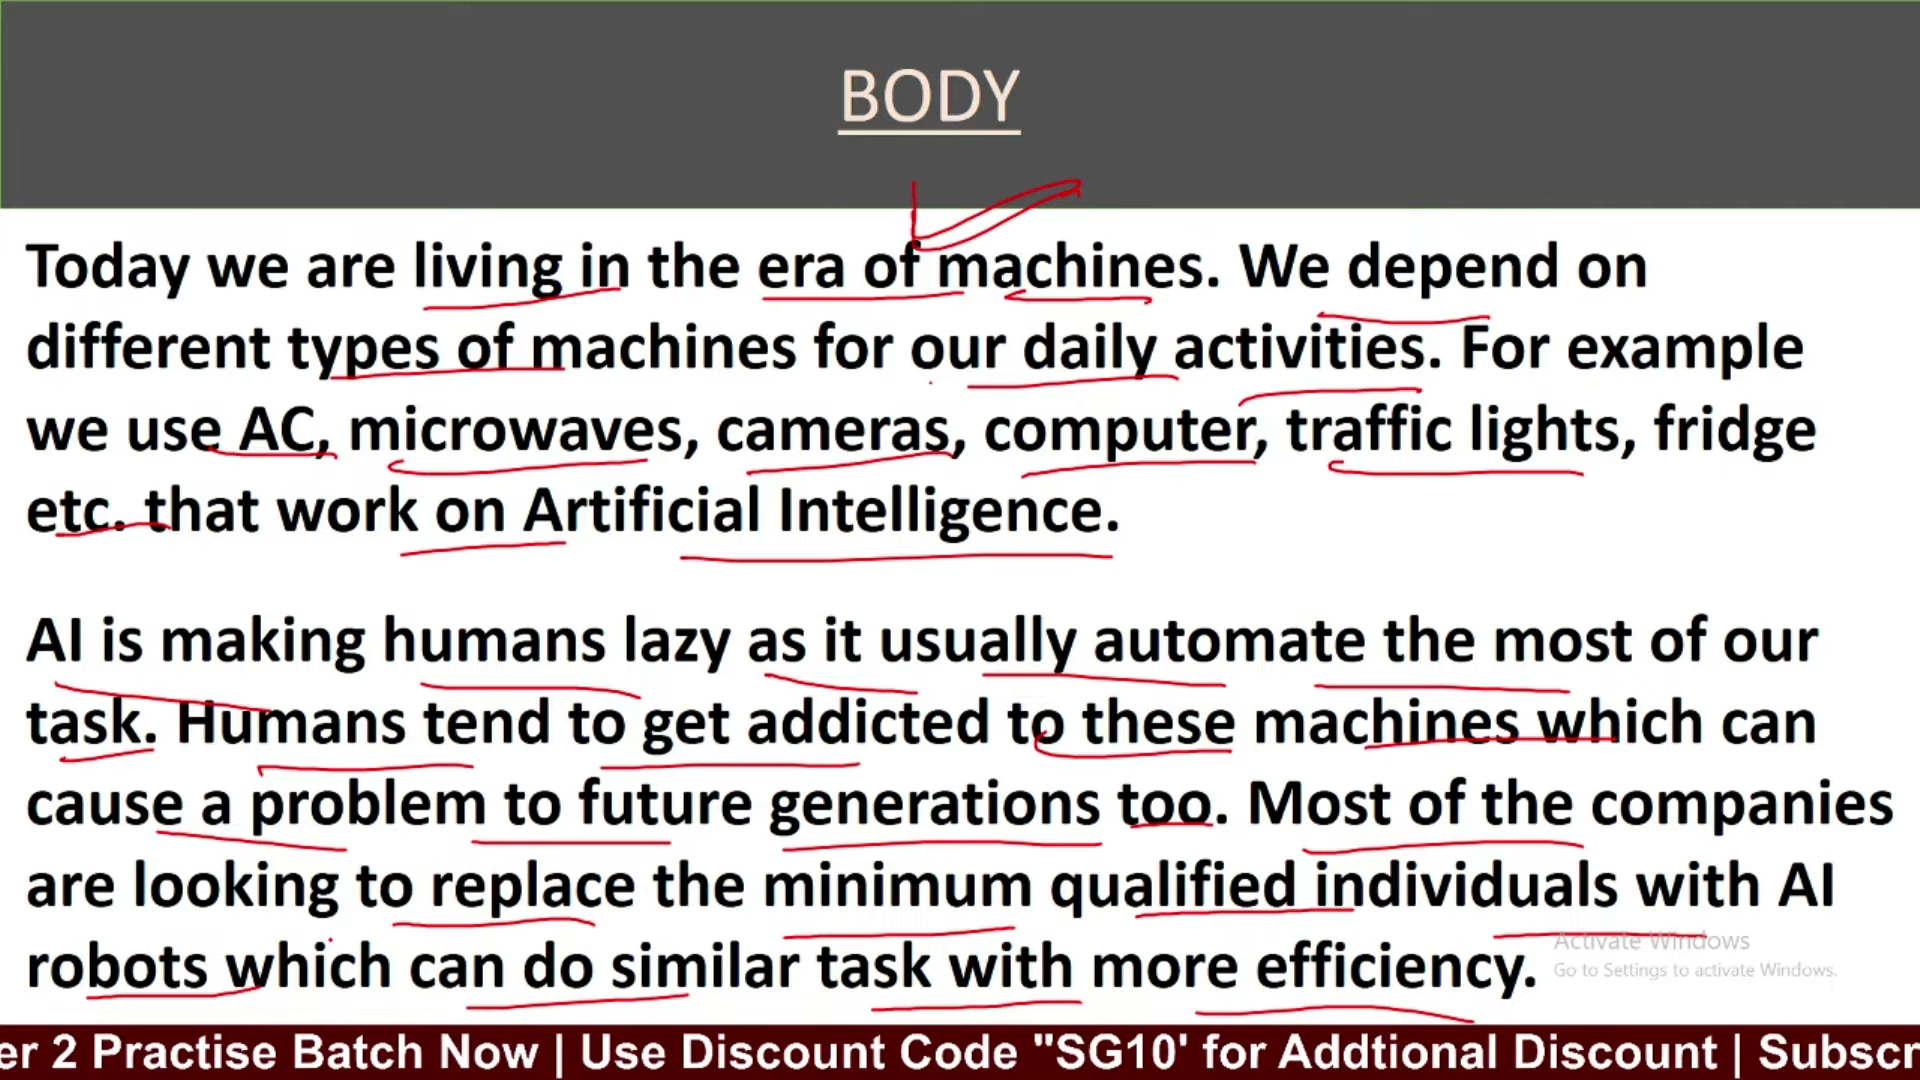 BODY
Today we are living in the era of machines. We depend on
different types of machines for our daily activities. For example
we use AC, microwaves, cameras, computer, traffic lights, fridge
etc. that work on Artificial Intelligence.
AI is making humans lazy as it usually automate the most of our
task. Humans tend to get addicted to these machines which can
cause a problem to future generations too. Most of the companies
are looking to replace the minimum qualified individuals with AI
robots which can do similar task with more efficiency.
Activate Windows
Go to Settings to activate Windows.
er 2 Practise Batch Now | Use Discount Code "SG10' for Addtional Discount | Subscr